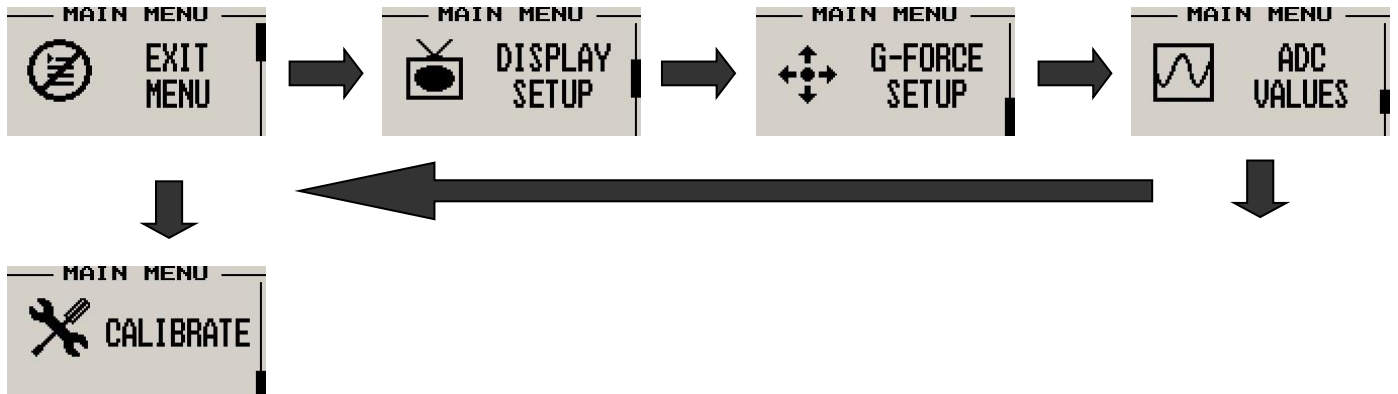 MAIN MENU
EXIT
MENU
MAIN MENU
DISPLAY
SETUP
MAIN MENU
G-FORCE
SETUP
MAIN MENU
ADC
VALUES
MAIN MENU
CALIBRATE